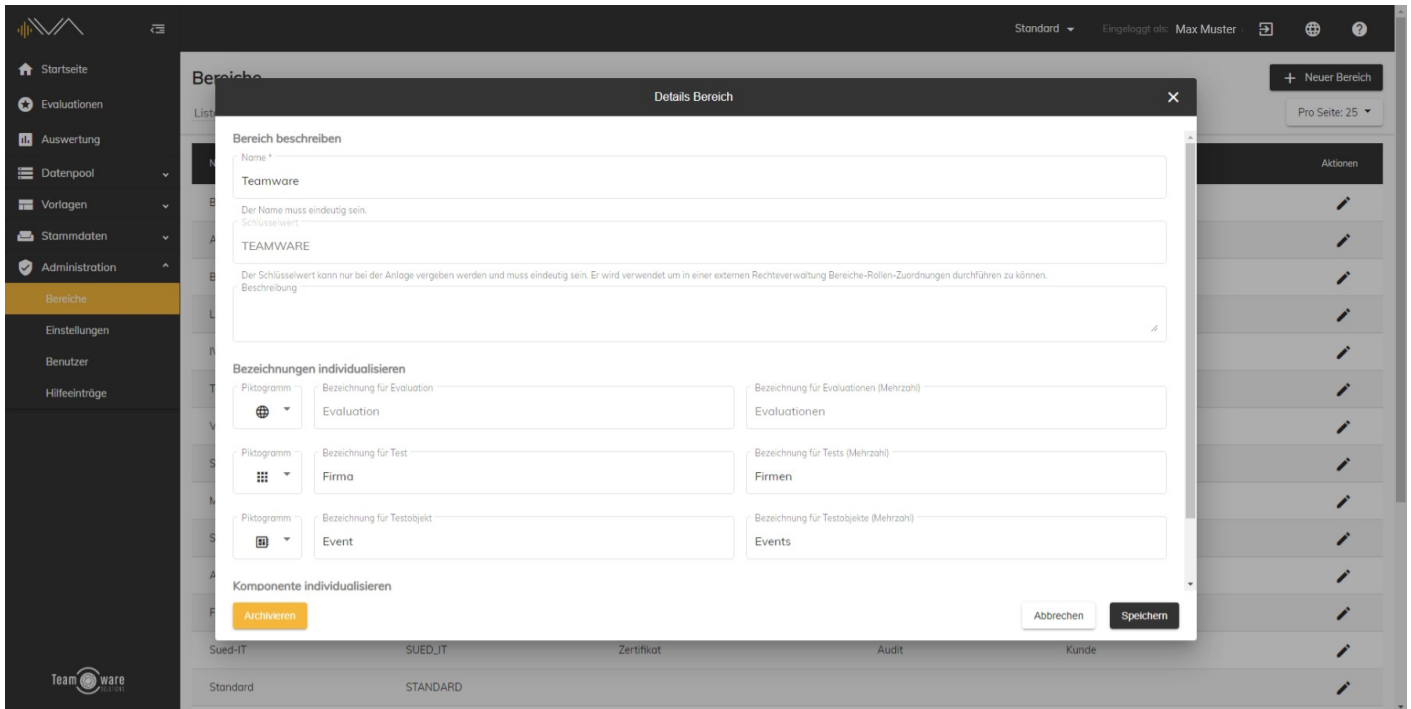 Standard
Eingeloggt als: Max Muster
Startseite
Evaluationen
Auswertung
Datenpool
Vorlagen
Stammdaten
Administration
Bereiche
Einstellungen
Benutzer
Hilfeeinträge
Team ware
SOLUTIONS
Bereiche
Neuer Bereich
Pro Seite: 25
Aktionen
Details Bereich
Bereich beschreiben
Name *
Teamware
Der Name muss eindeutig sein.
Schlüsselwert
TEAMWARE
Der Schlüsselwert kann nur bei der Anlage vergeben werden und muss eindeutig sein. Er wird verwendet um in einer externen Rechteverwaltung Bereiche-Rollen-Zuordnungen durchführen zu können.
Beschreibung
Bezeichnungen individualisieren
Piktogramm Bezeichnung für Evaluation Bezeichnung für Evaluationen (Mehrzahl)
Evaluation Evaluationen
Piktogramm Bezeichnung für Test Bezeichnung für Tests (Mehrzahl)
Firma Firmen
Piktogramm Bezeichnung für Testobjekt Bezeichnung für Testobjekte (Mehrzahl)
Event Events
Komponente individualisieren
Archivieren Abbrechen Speichern
Sued-IT SUED_IT Zertifikat Audit Kunde
Standard STANDARD